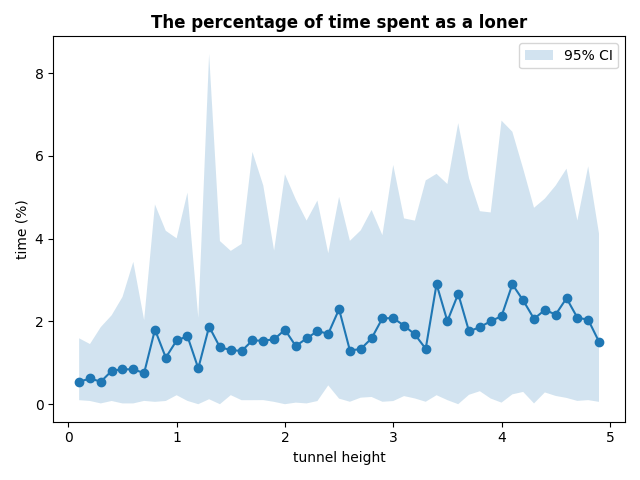 The percentage of time spent as a loner
95% CI
time (%)
8
6
4
2
0
0 1 2 3 4 5
tunnel height